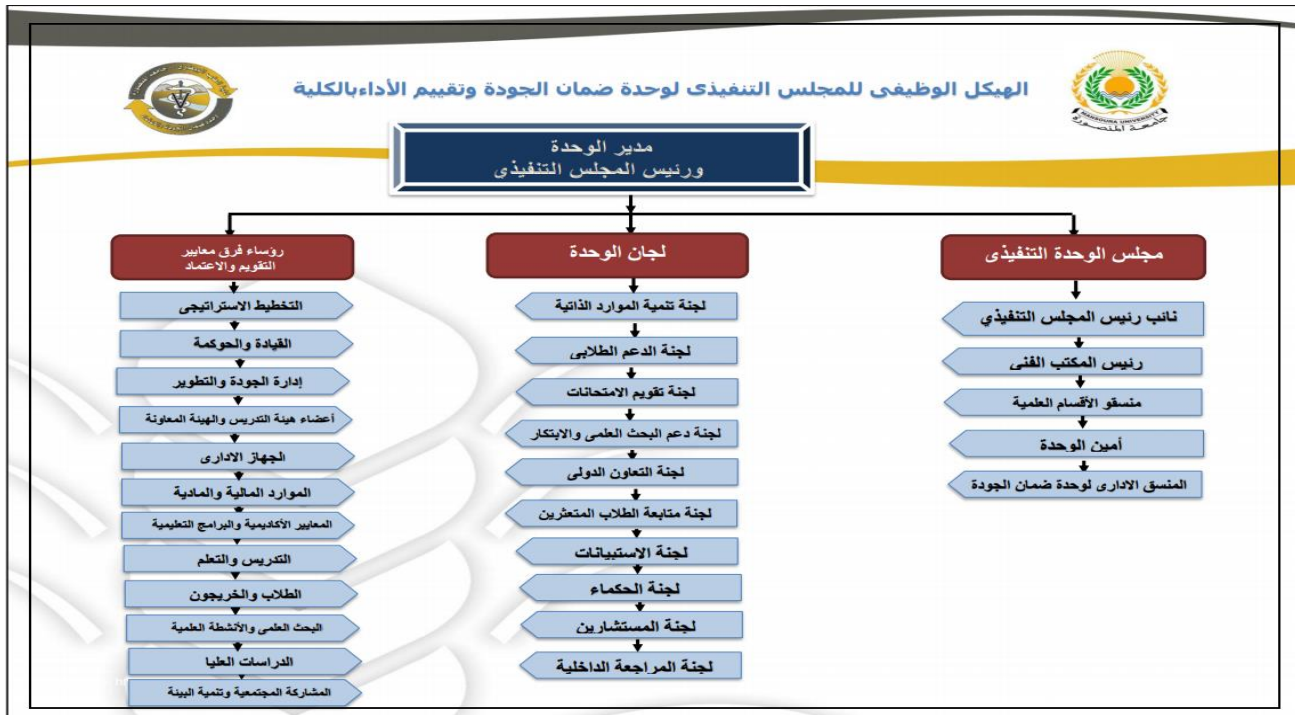 الهيكل الوظيفى للمجلس التنفيذى لوحدة ضمان الجودة وتقييم الأداءبالكلية
MANSOURA UNIVERSITY
جامعة المنصورة
مدير الوحدة
ورئيس المجلس التنفيذى
مجلس الوحدة التنفيذى
نائب رئيس المجلس التنفيذي
رئيس المكتب الفنى
منسقو الأقسام العلمية
أمين الوحدة
المنسق الادارى لوحدة ضمان الجودة
لجان الوحدة
لجنة تنمية الموارد الذاتية
لجنة الدعم الطلابى
لجنة تقويم الامتحانات
لجنة دعم البحث العلمى والابتكار
لجنة التعاون الدولى
لجنة متابعة الطلاب المتعثرين
لجنة الاستبيانات
لجنة الحكماء
لجنة المستشارين
لجنة المراجعة الداخلية
رؤساء فرق معايير
التقويم والاعتماد
التخطيط الاستراتيجى
القيادة والحوكمة
إدارة الجودة والتطوير
أعضاء هيئة التدريس والهيئة المعاونة
الجهاز الادارى
الموارد المالية والمادية
المعايير الأكاديمية والبرامج التعليمية
التدريس والتعلم
الطلاب والخريجون
البحث العلمى والأنشطة العلمية
الدراسات العليا
المشاركة المجتمعية وتنمية البيئة